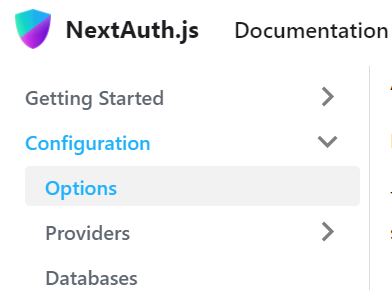 NextAuth.js Documentation
Getting Started
Configuration
Options
Providers
Databases